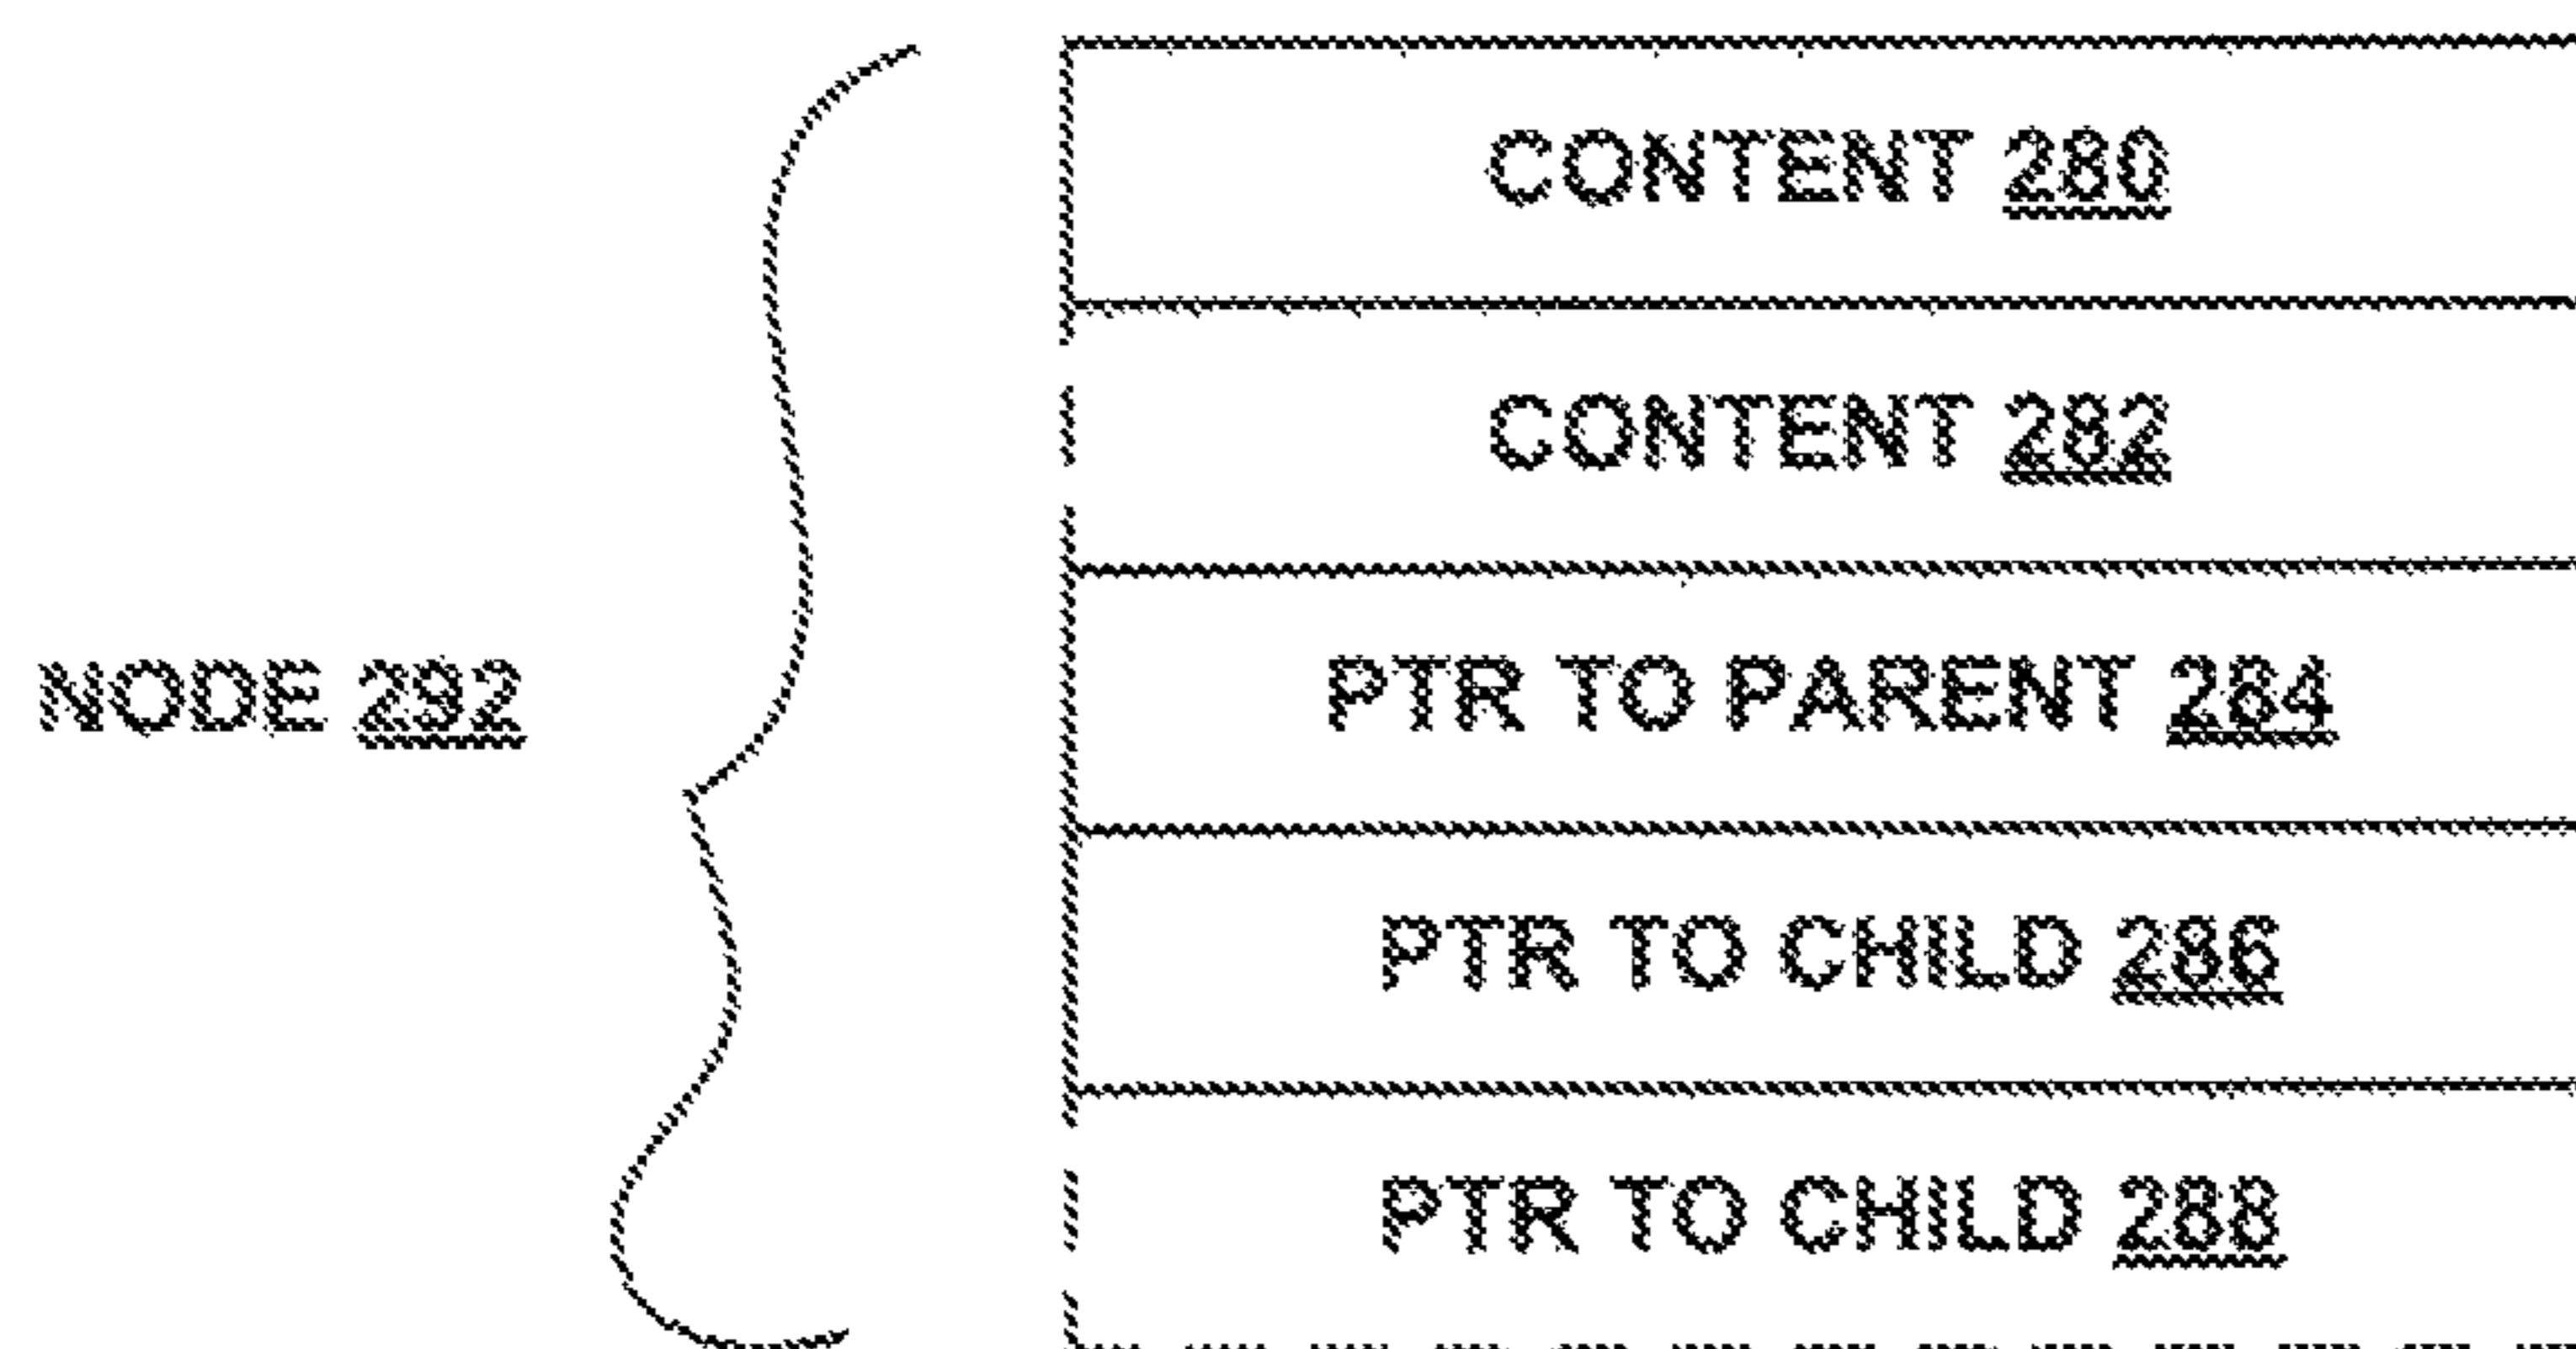 CONTENT 280
CONTENT 282
NODE 292
PTR TO PARENT 284
PTR TO CHILD 286
PTR TO CHILD 288